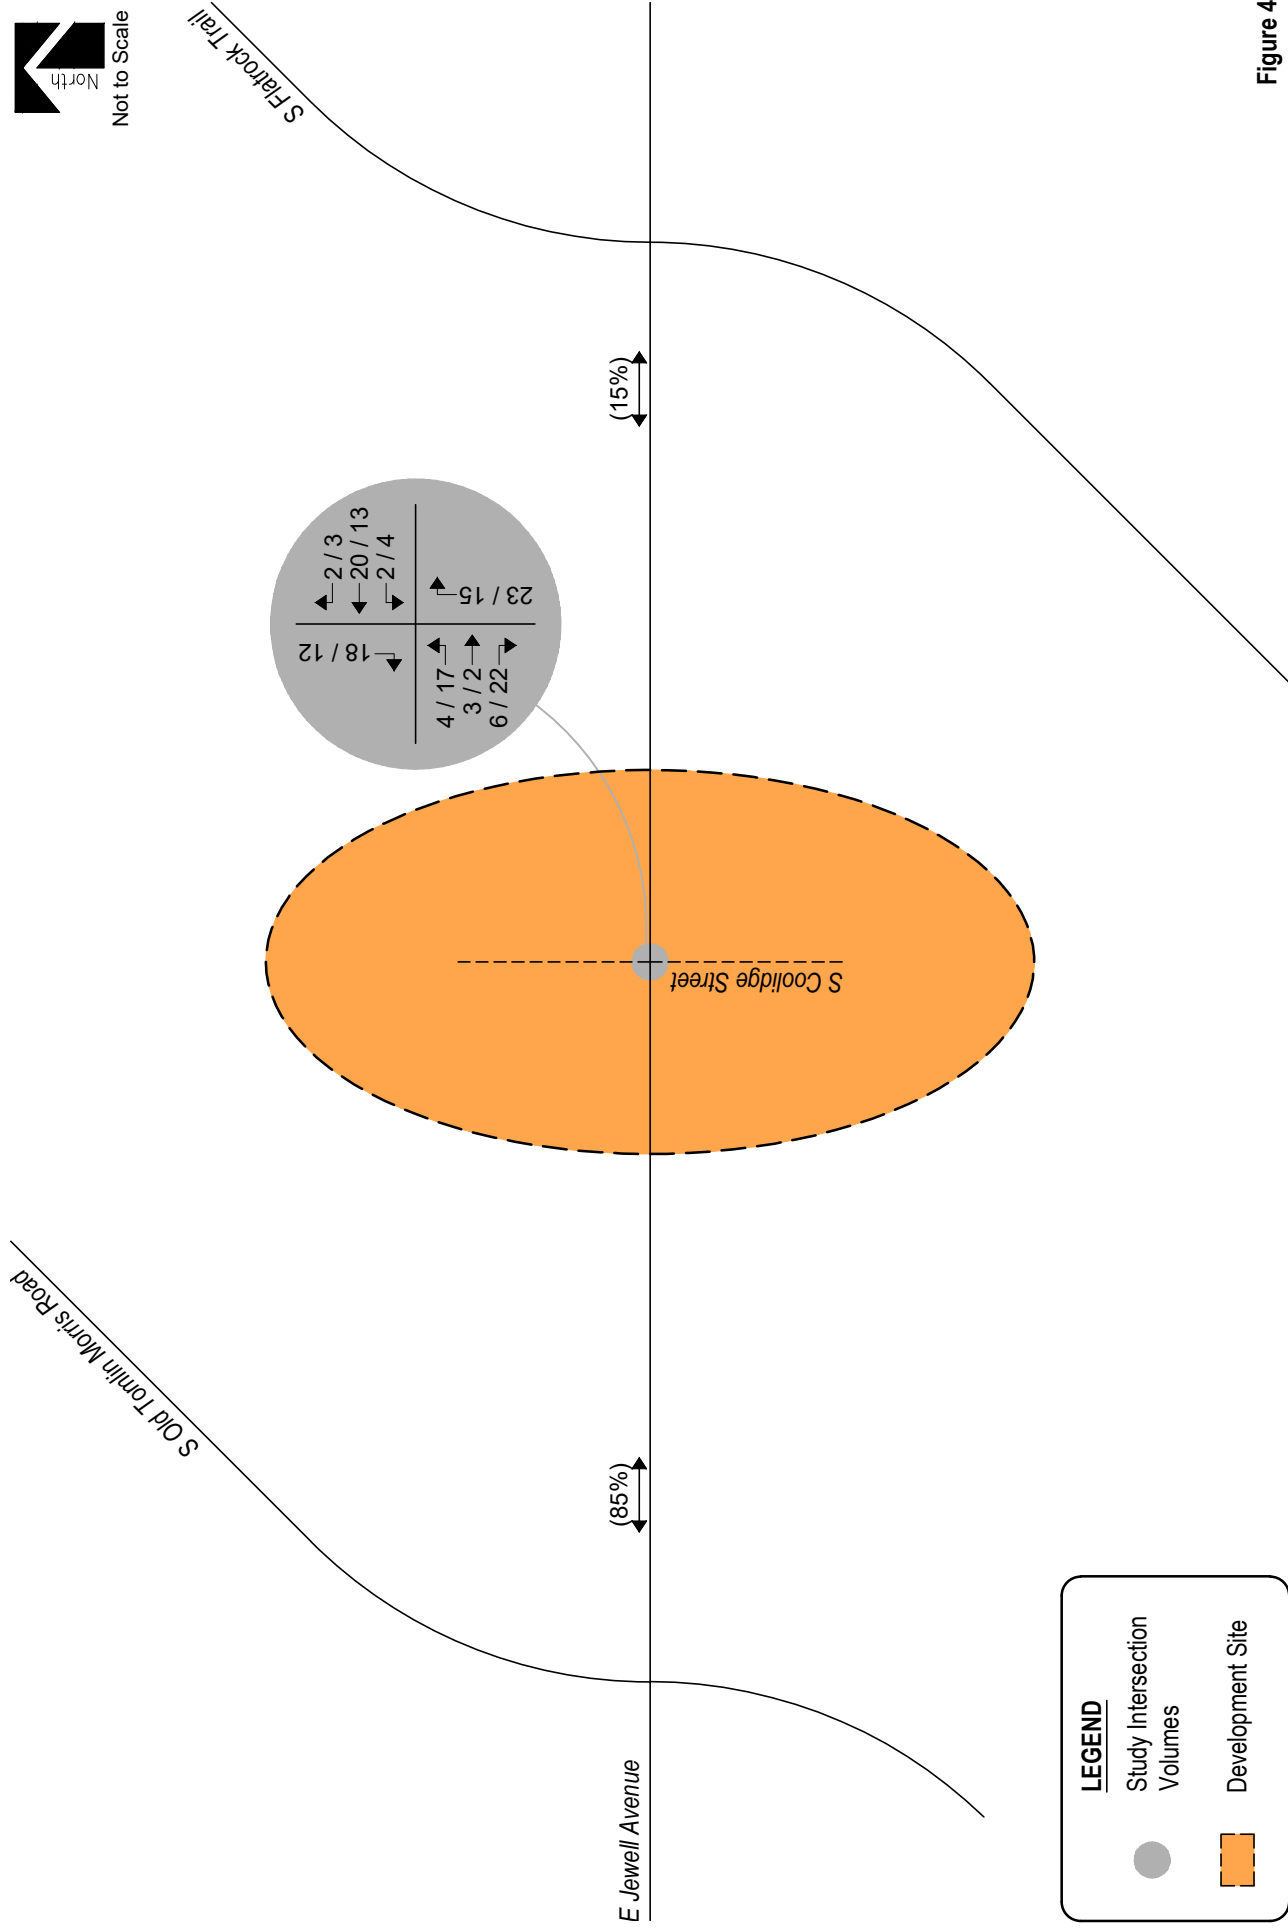 North
Not to Scale
S Flatrock Trail
(15%)
2 / 3
20 / 13
2 / 4
18 / 12
23 / 15
4 / 17
3 / 2
6 / 22
S Coolidge Street
S Old Tomlin Morris Road
(85%)
E Jewell Avenue
LEGEND
Study Intersection
Volumes
Development Site
Figure 4